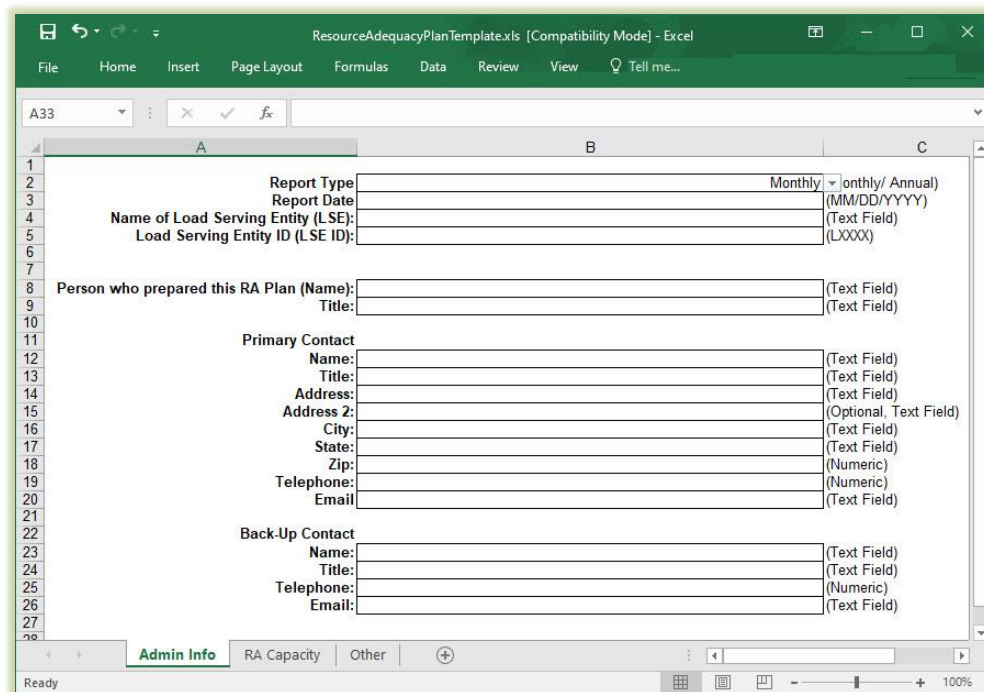 ResourceAdequacyPlanTemplate.xls [Compatibility Mode] - Excel
File Home Insert Page Layout Formulas Data Review View Tell me...
A33 fx
A B C
1
2 Report Type Monthly onthly/ Annual)
3 Report Date (MM/DD/YYYY)
4 Name of Load Serving Entity (LSE): (Text Field)
5 Load Serving Entity ID (LSE ID): (LXXXX)
6
7
8 Person who prepared this RA Plan (Name): (Text Field)
9 Title: (Text Field)
10
11 Primary Contact
12 Name: (Text Field)
13 Title: (Text Field)
14 Address: (Text Field)
15 Address 2: (Optional, Text Field)
16 City: (Text Field)
17 State: (Text Field)
18 Zip: (Numeric)
19 Telephone: (Numeric)
20 Email (Text Field)
21
22 Back-Up Contact
23 Name: (Text Field)
24 Title: (Text Field)
25 Telephone: (Numeric)
26 Email: (Text Field)
27
28
Admin Info RA Capacity Other
Ready 100%